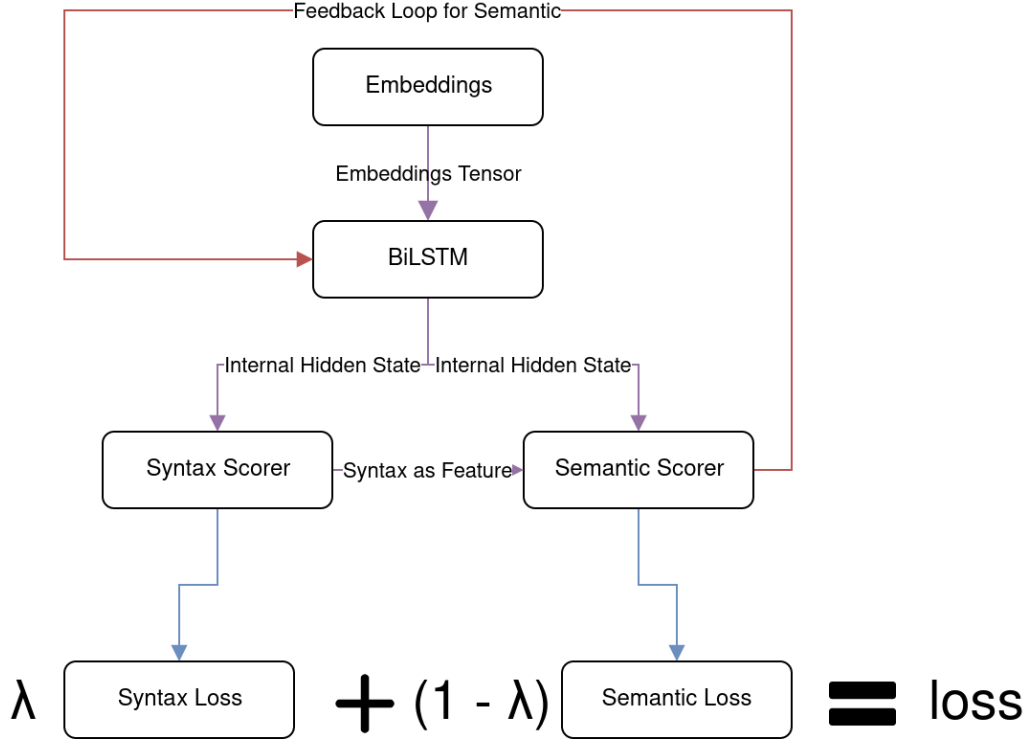 Feedback Loop for Semantic
Embeddings
Embeddings Tensor
BiLSTM
Internal Hidden State Internal Hidden State
Syntax Scorer
Syntax as Feature
Semantic Scorer
λ Syntax Loss + (1 - λ) Semantic Loss = loss